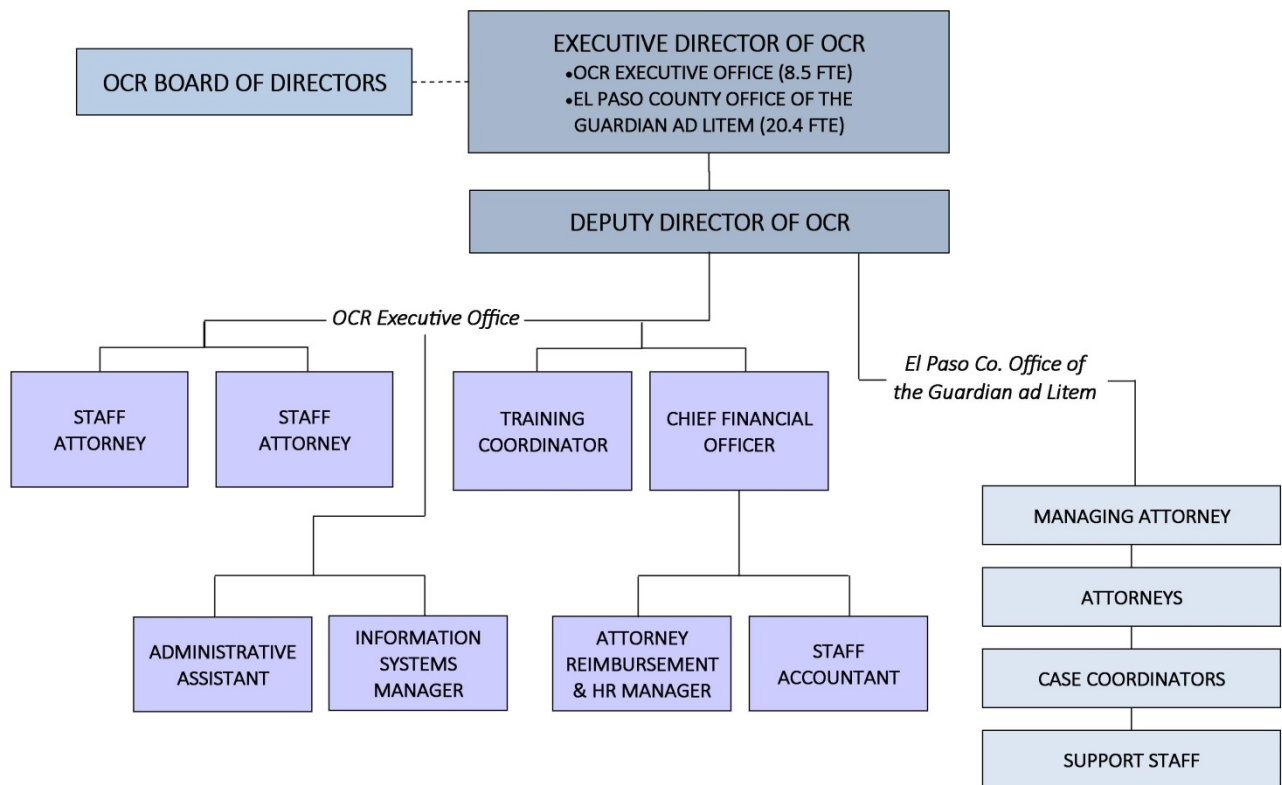 OCR BOARD OF DIRECTORS
EXECUTIVE DIRECTOR OF OCR
•OCR EXECUTIVE OFFICE (8.5 FTE)
•EL PASO COUNTY OFFICE OF THE
GUARDIAN AD LITEM (20.4 FTE)
DEPUTY DIRECTOR OF OCR
OCR Executive Office
El Paso Co. Office of
the Guardian ad Litem
STAFF
ATTORNEY
STAFF
ATTORNEY
TRAINING
COORDINATOR
CHIEF FINANCIAL
OFFICER
ADMINISTRATIVE
ASSISTANT
INFORMATION
SYSTEMS
MANAGER
ATTORNEY
REIMBURSEMENT
& HR MANAGER
STAFF
ACCOUNTANT
MANAGING ATTORNEY
ATTORNEYS
CASE COORDINATORS
SUPPORT STAFF